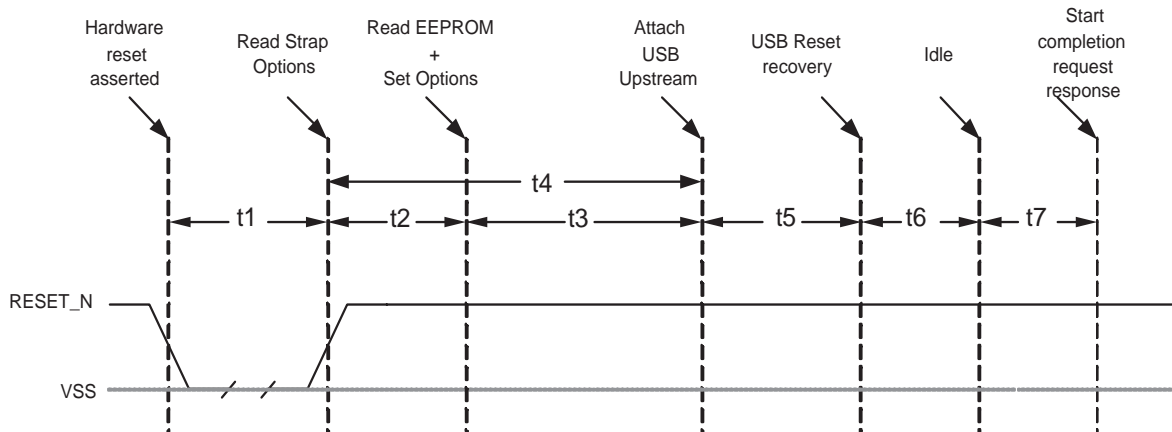 Hardware
reset
asserted
Read Strap
Options
Read EEPROM
+
Set Options
Attach
USB
Upstream
USB Reset
recovery
Idle
Start
completion
request
response
t4
t1
t2
t3
t5
t6
t7
RESET_N
VSS